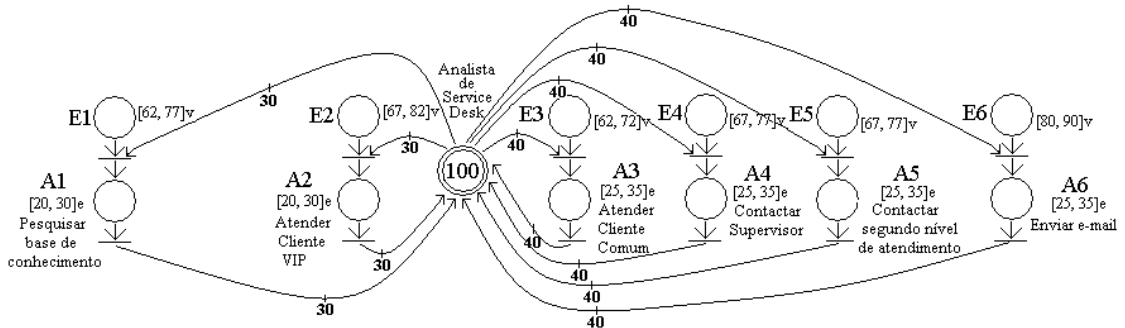 40
40
40
30
Analista
de
Service
Desk
E1
[62, 77]v
E2
[67, 82]v
30
40
E3
[62, 72]v
E4
[67, 77]v
E5
[67, 77]v
E6
[80, 90]v
100
A1
[20, 30]e
Pesquisar
base de
conhecimento
A2
[20, 30]e
Atender
Cliente
VIP
A3
[25, 35]e
Atender
Cliente
Comum
A4
[25, 35]e
Contactar
Supervisor
A5
[25, 35]e
Contactar
segundo nível
de atendimento
A6
[25, 35]e
Enviar e-mail
30
30
40
40
40
40